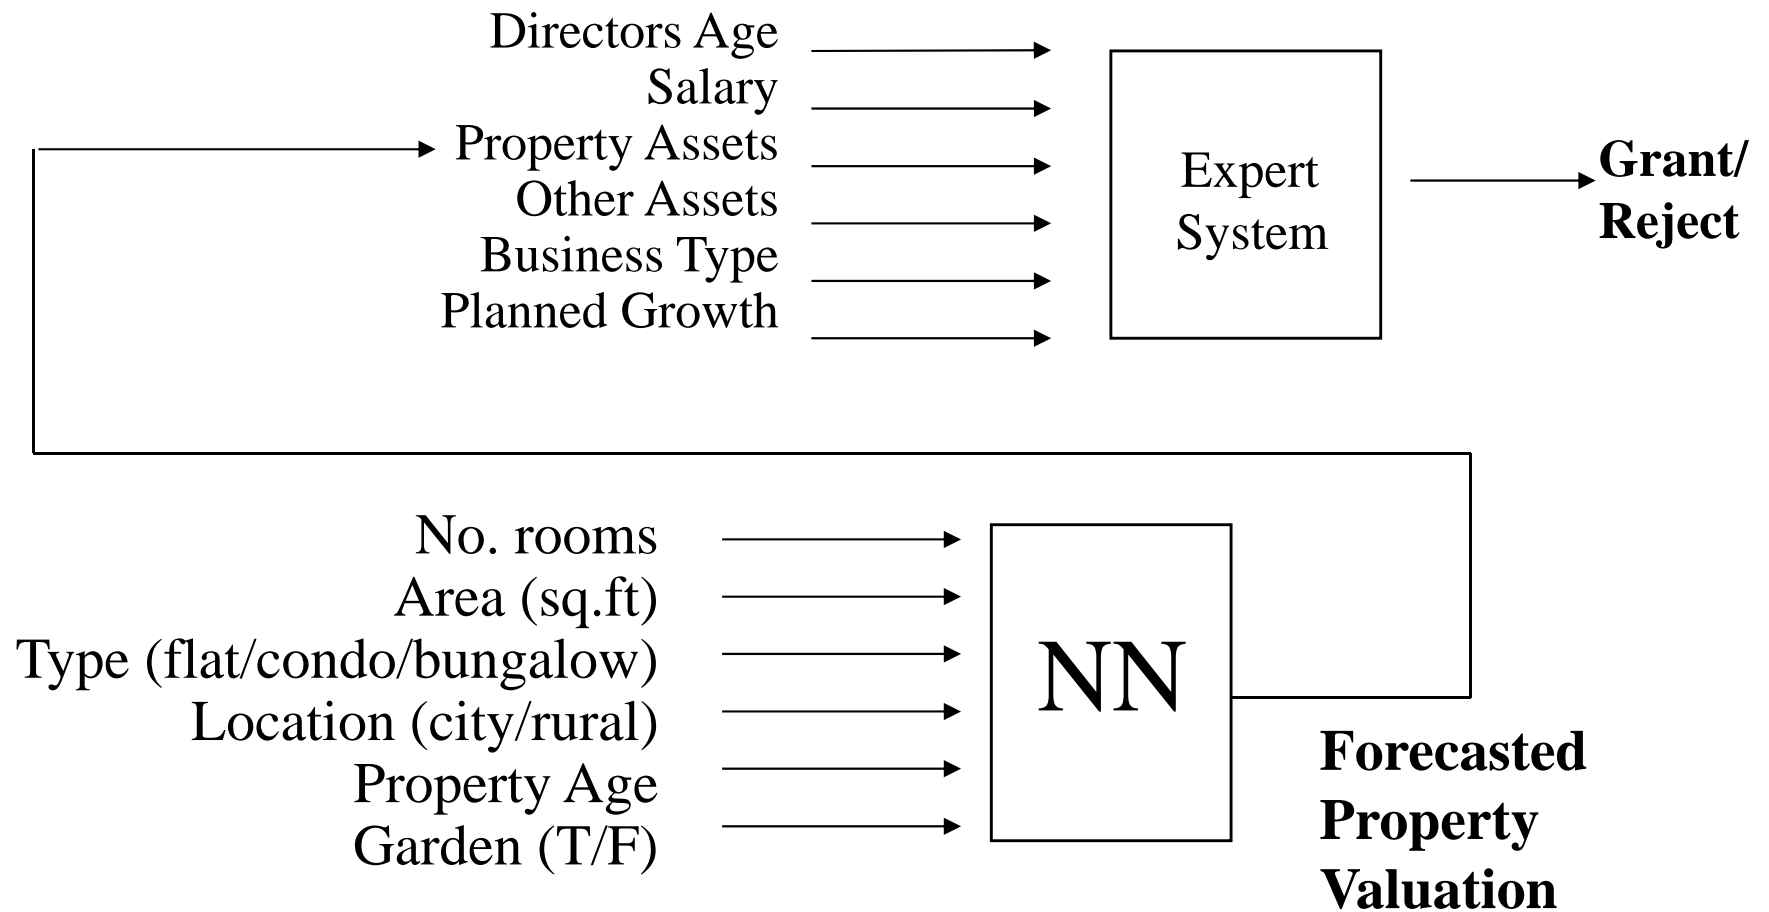 Directors Age
Salary
Property Assets
Other Assets
Business Type
Planned Growth
Expert
System
Grant/
Reject
No. rooms
Area (sq.ft)
Type (flat/condo/bungalow)
Location (city/rural)
Property Age
Garden (T/F)
NN
Forecasted
Property
Valuation